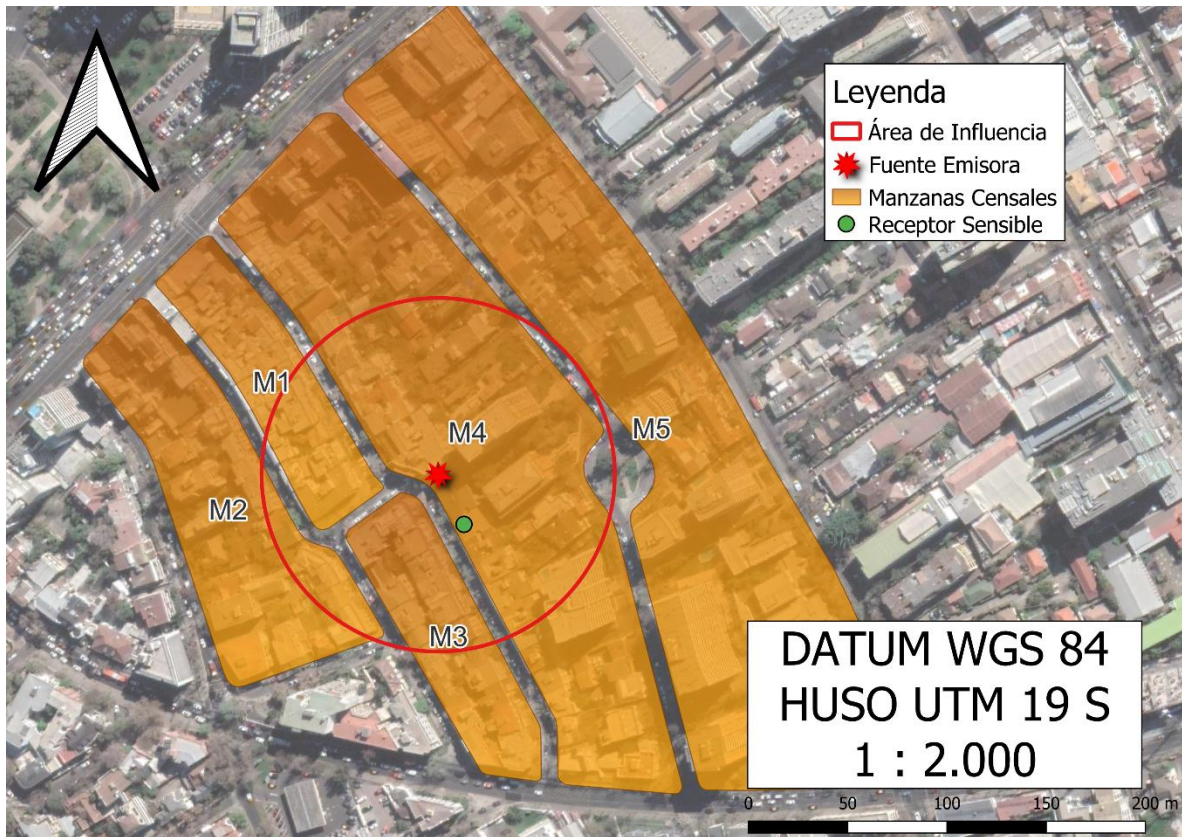 Leyenda
Área de Influencia
Fuente Emisora
Manzanas Censales
Receptor Sensible
M1
M4
M5
M2
M3
DATUM WGS 84
HUSO UTM 19 S
1 : 2.000
0 50 100 150 200 m